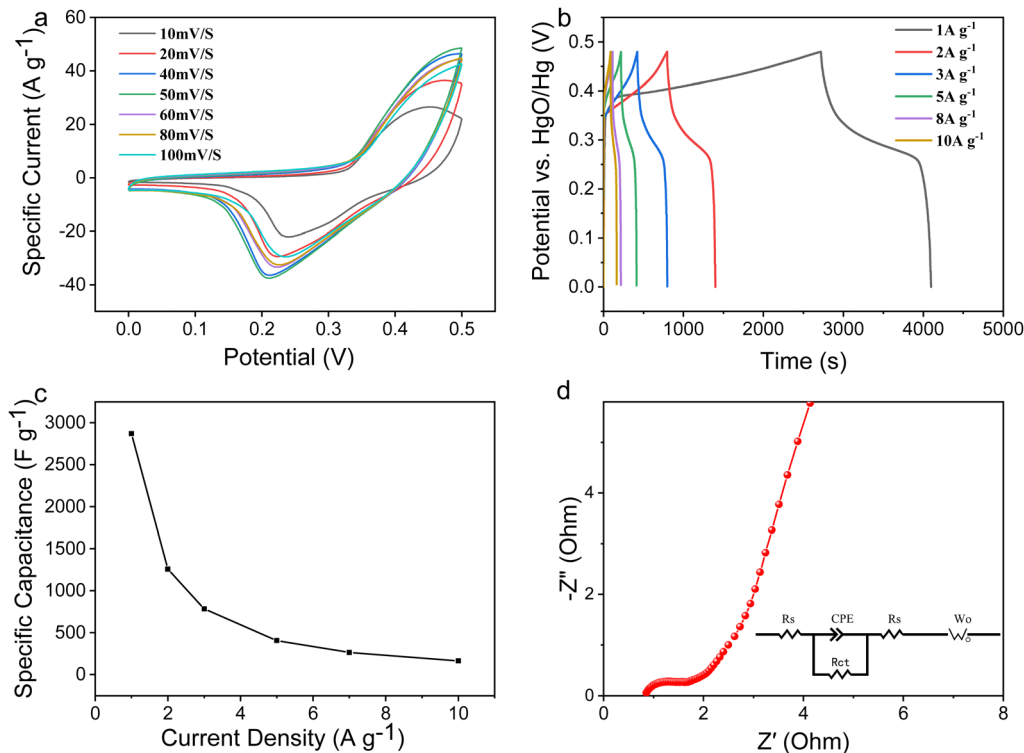 a
10mV/S
20mV/S
40mV/S
50mV/S
60mV/S
80mV/S
100mV/S
Specific Current (A g⁻¹)
60
40
20
0
-20
-40
0.0 0.1 0.2 0.3 0.4 0.5
Potential (V)
b
1A g⁻¹
2A g⁻¹
3A g⁻¹
5A g⁻¹
8A g⁻¹
10A g⁻¹
Potential vs. HgO/Hg (V)
0.5
0.4
0.3
0.2
0.1
0.0
0 1000 2000 3000 4000 5000
Time (s)
c
Specific Capacitance (F g⁻¹)
3000
2500
2000
1500
1000
500
0
0 2 4 6 8 10
Current Density (A g⁻¹)
d
-Z" (Ohm)
-4
-2
0
0 2 4 6 8
Z′ (Ohm)
Rs CPE Rs Wo
Rct